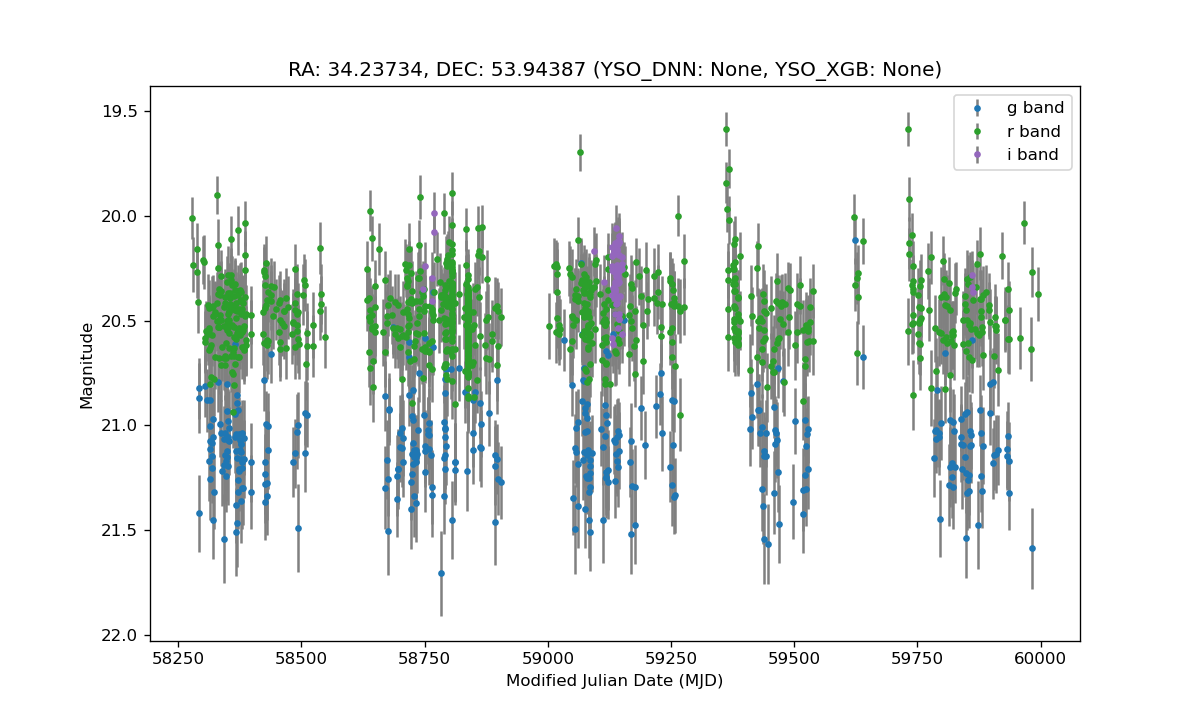 RA: 34.23734, DEC: 53.94387 (YSO_DNN: None, YSO_XGB: None)
g band
r band
i band
19.5
20.0
20.5
21.0
21.5
22.0
Magnitude
58250 58500 58750 59000 59250 59500 59750 60000
Modified Julian Date (MJD)